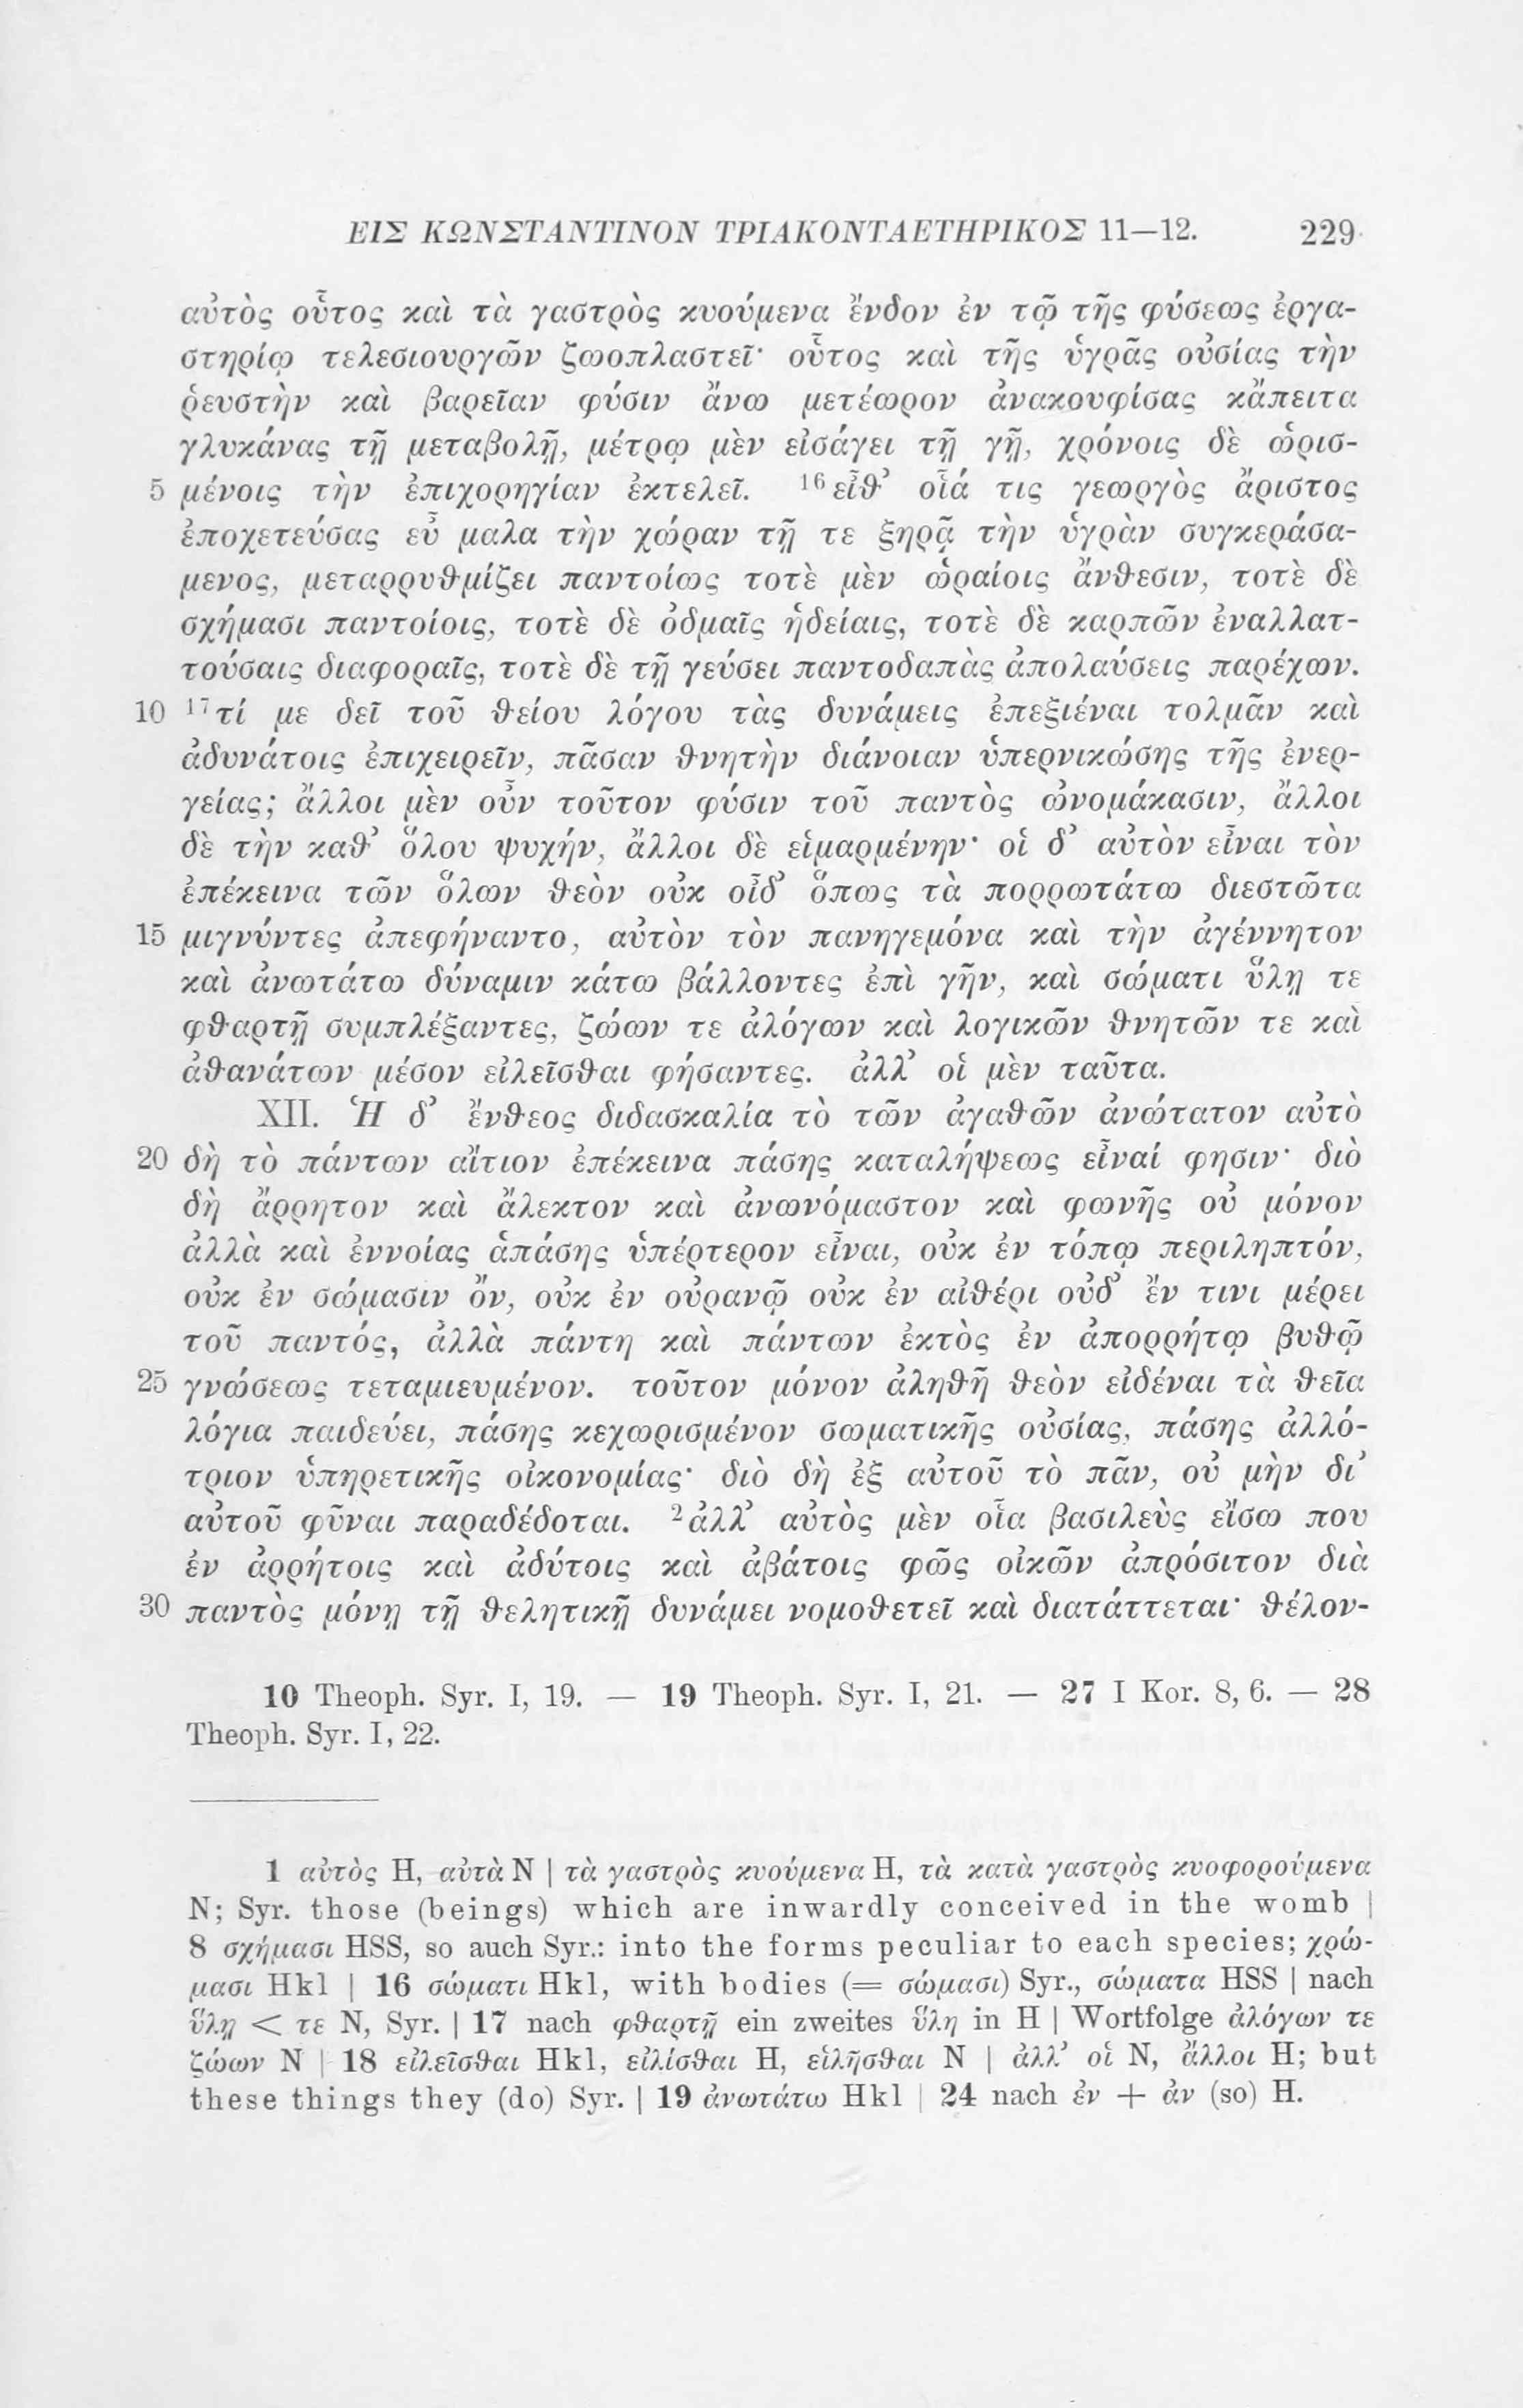 ΕΙΣ ΚΩΝΣΤΑΝΤΙΝΟΝ ΤΡΙΑΚΟΝΤΑΕΤΗΡΙΚΟΣ 11—12. 229
αὐτὸς οὗτος καὶ τὰ γαστρὸς κυούμενα ἔνδον ἐν τῷ τῆς φύσεως ἐργα-
στηρίῳ τελεσιουργῶν ζωοπλαστεῖ· οὗτος καὶ τῆς ὑγρᾶς οὐσίας τὴν
ῥευστὴν καὶ βαρεῖαν φύσιν ἄνω μετέωρον ἀνακουφίσας κἄπειτα
γλυκάνας τῇ μεταβολῇ, μέτρῳ μὲν εἰσάγει τῇ γῇ, χρόνοις δὲ ὡρισ-
5 μένοις τὴν ἐπιχορηγίαν ἐκτελεῖ. ¹⁶εἶθ’ οἷά τις γεωργὸς ἄριστος
ἐποχετεύσας εὖ μαλα τὴν χώραν τῇ τε ξηρᾷ τὴν ὑγρὰν συγκεράσα-
μενος, μεταρρυθμίζει παντοίως τοτὲ μὲν ὡραίοις ἄνθεσιν, τοτὲ δὲ
σχήμασι παντοίοις, τοτὲ δὲ ὀδμαῖς ἡδείαις, τοτὲ δὲ καρπῶν ἐναλλατ-
τούσαις διαφοραῖς, τοτὲ δὲ τῇ γεύσει παντοδαπὰς ἀπολαύσεις παρέχων.
10 ¹⁷τί με δεῖ τοῦ θείου λόγου τὰς δυνάμεις ἐπεξιέναι τολμᾶν καὶ
ἀδυνάτοις ἐπιχειρεῖν, πᾶσαν θνητὴν διάνοιαν ὑπερνικώσης τῆς ἐνερ-
γείας; ἄλλοι μὲν οὖν τοῦτον φύσιν τοῦ παντὸς ὠνομάκασιν, ἄλλοι
δὲ τὴν καθ’ ὅλου ψυχήν, ἄλλοι δὲ εἱμαρμένην· οἱ δ’ αὐτὸν εἶναι τὸν
ἐπέκεινα τῶν ὅλων θεὸν οὐκ οἶδ’ ὅπως τὰ πορρωτάτω διεστῶτα
15 μιγνύντες ἀπεφήναντο, αὐτὸν τὸν πανηγεμόνα καὶ τὴν ἀγέννητον
καὶ ἀνωτάτω δύναμιν κάτω βάλλοντες ἐπὶ γῆν, καὶ σώματι ὕλῃ τε
φθαρτῇ συμπλέξαντες, ζώων τε ἀλόγων καὶ λογικῶν θνητῶν τε καὶ
ἀθανάτων μέσον εἰλεῖσθαι φήσαντες. ἀλλ’ οἱ μὲν ταῦτα.
XII. Ἡ δ’ ἔνθεος διδασκαλία τὸ τῶν ἀγαθῶν ἀνώτατον αὐτὸ
20 δὴ τὸ πάντων αἴτιον ἐπέκεινα πάσης καταλήψεως εἶναί φησιν· διὸ
δὴ ἄρρητον καὶ ἄλεκτον καὶ ἀνωνόμαστον καὶ φωνῆς οὐ μόνον
ἀλλὰ καὶ ἐννοίας ἁπάσης ὑπέρτερον εἶναι, οὐκ ἐν τόπῳ περιληπτόν,
οὐκ ἐν σώμασιν ὄν, οὐκ ἐν οὐρανῷ οὐκ ἐν αἰθέρι οὐδ’ ἔν τινι μέρει
τοῦ παντός, ἀλλὰ πάντη καὶ πάντων ἐκτὸς ἐν ἀπορρήτῳ βυθῷ
25 γνώσεως τεταμιευμένον. τοῦτον μόνον ἀληθῆ θεὸν εἰδέναι τὰ θεῖα
λόγια παιδεύει, πάσης κεχωρισμένον σωματικῆς οὐσίας, πάσης ἀλλό-
τριον ὑπηρετικῆς οἰκονομίας· διὸ δὴ ἐξ αὐτοῦ τὸ πᾶν, οὐ μὴν δι’
αὐτοῦ φῦναι παραδέδοται. ²ἀλλ’ αὐτὸς μὲν οἷα βασιλεὺς εἴσω που
ἐν ἀρρήτοις καὶ ἀδύτοις καὶ ἀβάτοις φῶς οἰκῶν ἀπρόσιτον διὰ
30 παντὸς μόνῃ τῇ θελητικῇ δυνάμει νομοθετεῖ καὶ διατάττεται· θέλον-
10 Theoph. Syr. I, 19. — 19 Theoph. Syr. I, 21. — 27 I Kor. 8, 6. — 28
Theoph. Syr. I, 22.
1 αὐτὸς H, αὐτὰ N | τὰ γαστρὸς κυούμενα H, τὰ κατὰ γαστρὸς κυοφορούμενα
N; Syr. those (beings) which are inwardly conceived in the womb |
8 σχήμασι HSS, so auch Syr.: into the forms peculiar to each species; χρώ-
μασι Hkl | 16 σώματι Hkl, with bodies (= σώμασι) Syr., σώματα HSS | nach
ὕλῃ < τε N, Syr. | 17 nach φθαρτῇ ein zweites ὕλῃ in H | Wortfolge ἀλόγων τε
ζώων N | 18 εἰλεῖσθαι Hkl, εἰλίσθαι H, εἱλῆσθαι N | ἀλλ’ οἱ N, ἄλλοι H; but
these things they (do) Syr. | 19 ἀνωτάτω Hkl | 24 nach ἐν + ἀν (so) H.